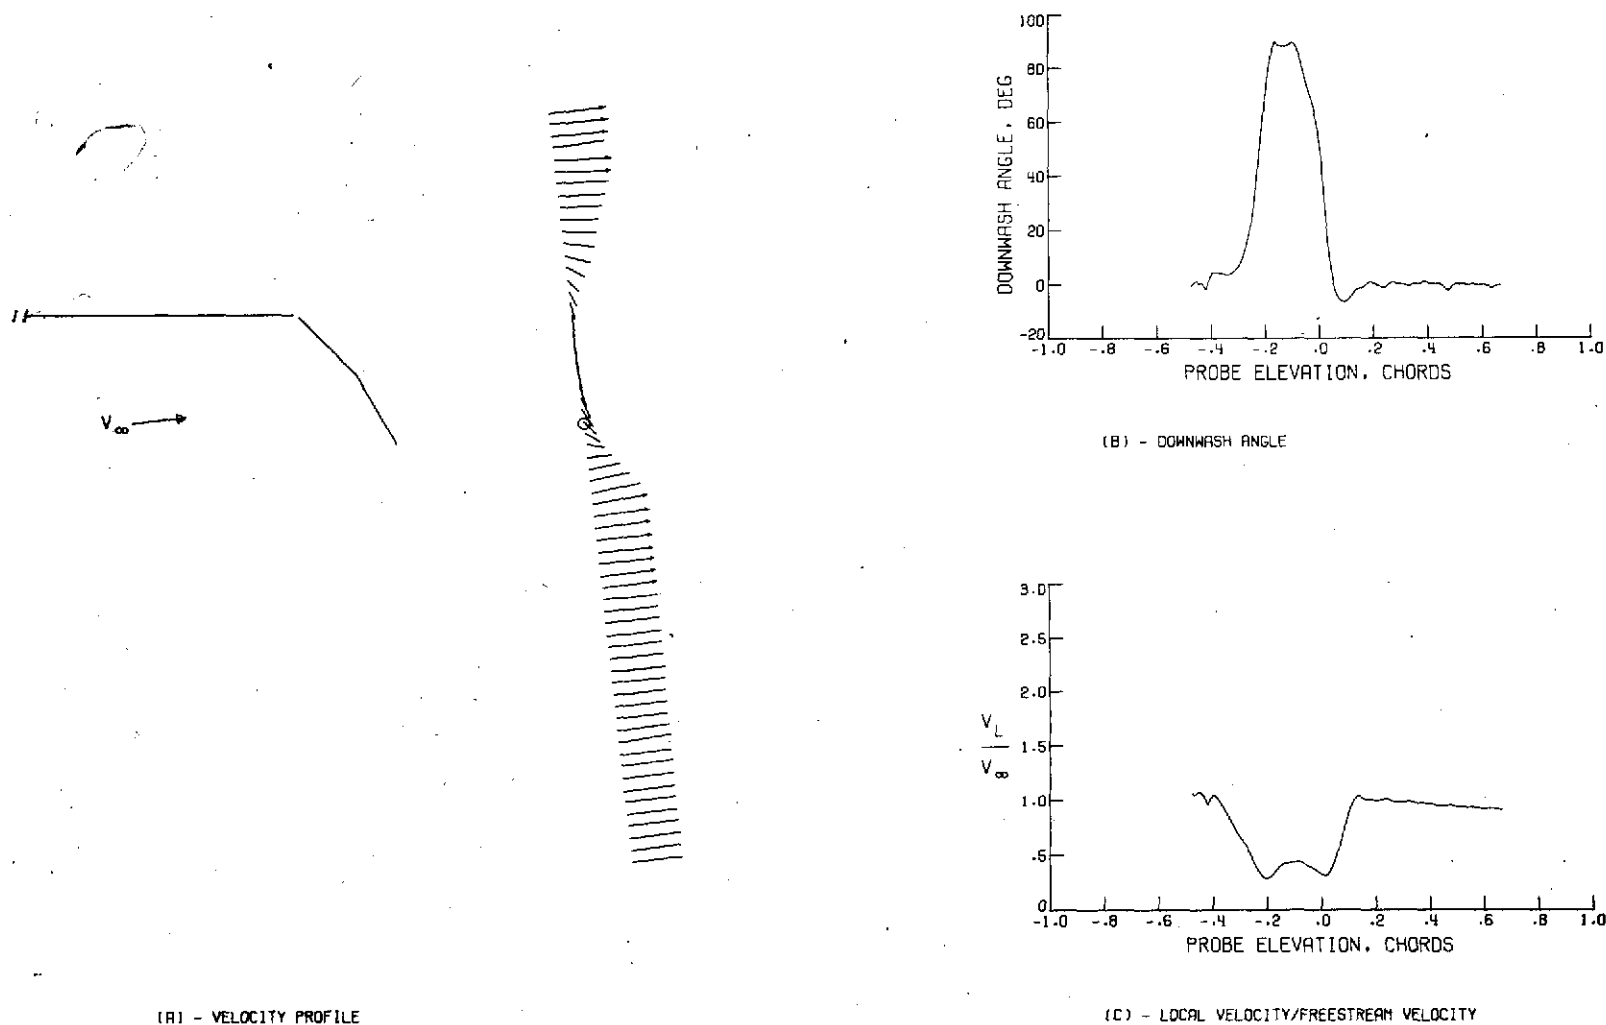 V∞
(A) - VELOCITY PROFILE
DOWNWASH ANGLE, DEG
100
80
60
40
20
0
-20
-1.0 -.8 -.6 -.4 -.2 .0 .2 .4 .6 .8 1.0
PROBE ELEVATION, CHORDS
(B) - DOWNWASH ANGLE
V_L
V∞
3.0
2.5
2.0
1.5
1.0
.5
0
-1.0 -.8 -.6 -.4 -.2 .0 .2 .4 .6 .8 1.0
PROBE ELEVATION, CHORDS
(C) - LOCAL VELOCITY/FREESTREAM VELOCITY